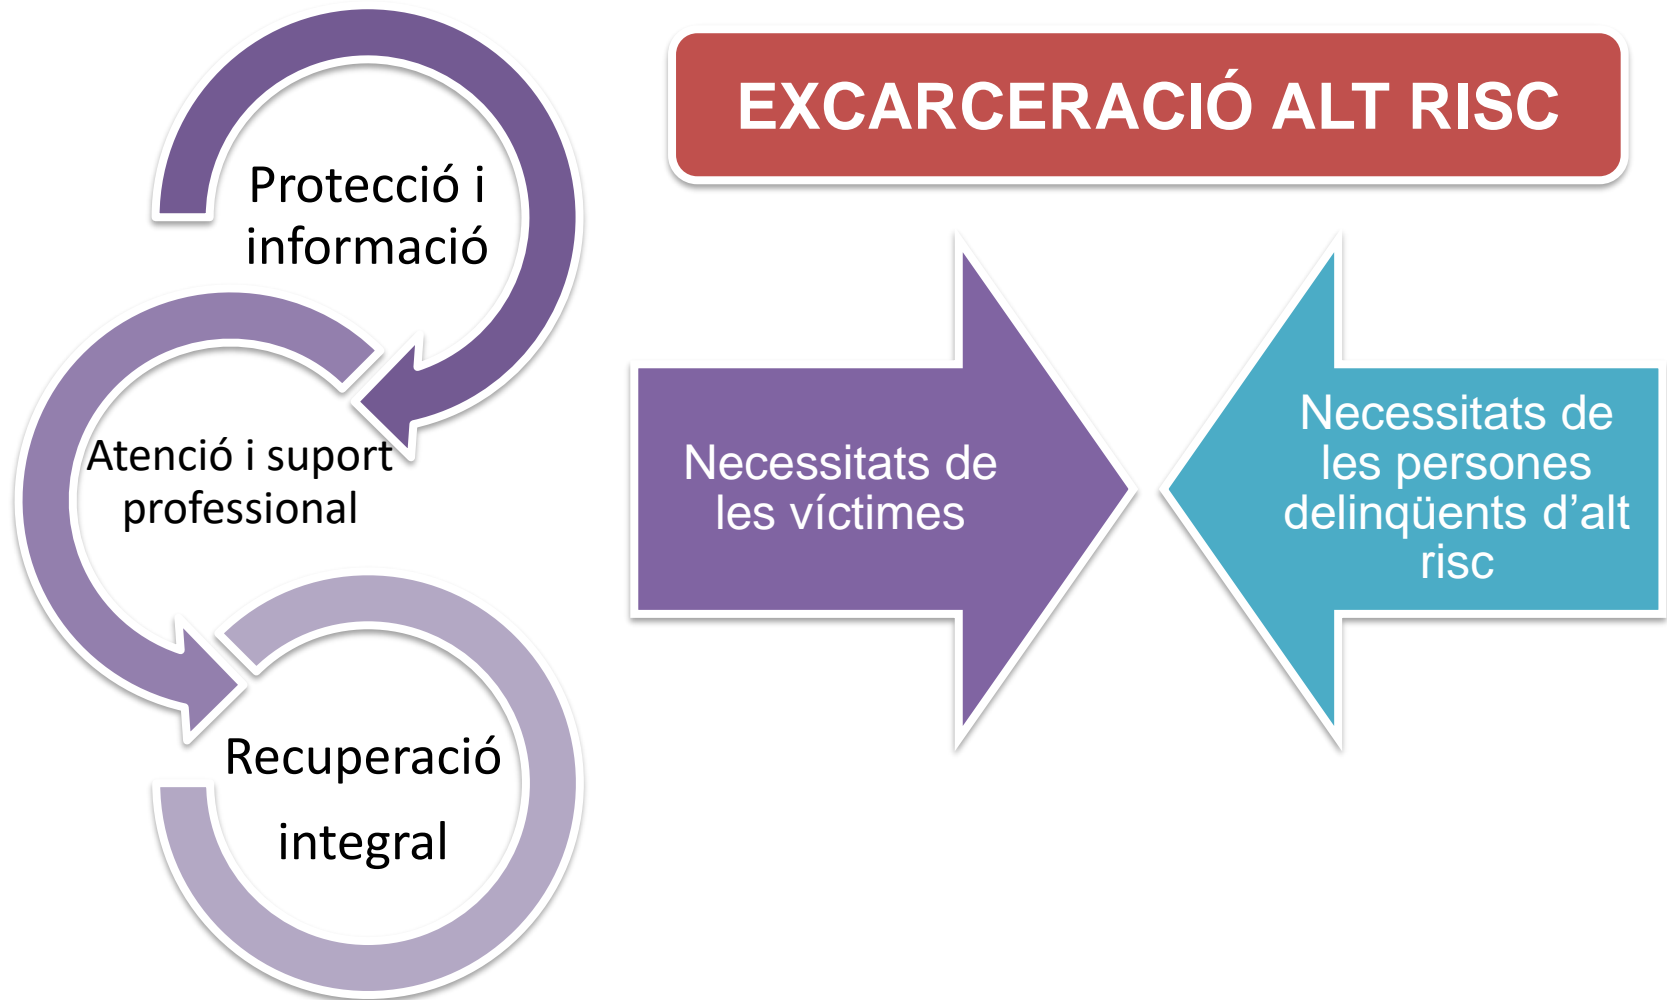 Protecció i
informació
Atenció i suport
professional
Recuperació
integral
EXCARCERACIÓ ALT RISC
Necessitats de
les víctimes
Necessitats de
les persones
delinqüents d’alt
risc